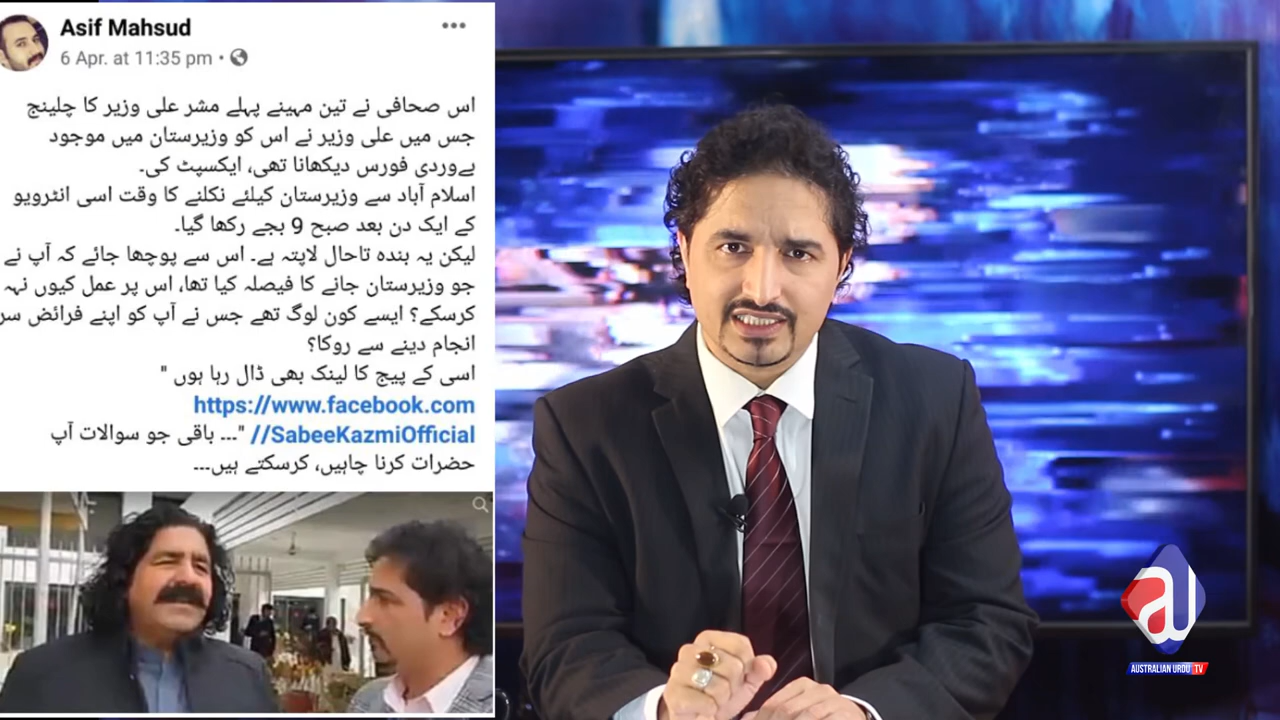 Asif Mahsud
6 Apr. at 11:35 pm
اس صحافی نے تین مہینے پہلے مشر علی وزیر کا چلینج
جس میں علی وزیر نے اس کو وزیرستان میں موجود
بےوردی فورس دیکھانا تھی، ایکسپٹ کی۔
اسلام آباد سے وزیرستان کیلئے نکلنے کا وقت اسی انٹرویو
کے ایک دن بعد صبح 9 بجے رکھا گیا۔
لیکن یہ بندہ تاحال لاپتہ ہے۔ اس سے پوچھا جائے کہ آپ نے
جو وزیرستان جانے کا فیصلہ کیا تھا، اس پر عمل کیوں نہہ
کرسکے؟ ایسے کون لوگ تھے جس نے آپ کو اپنے فرائض سر
انجام دینے سے روکا؟
اسی کے پیج کا لینک بھی ڈال رہا ہوں "
https://www.facebook.com
//SabeeKazmiOfficial "۔۔۔ باقی جو سوالات آپ
حضرات کرنا چاہیں، کرسکتے ہیں۔۔۔
AUSTRALIAN URDU TV